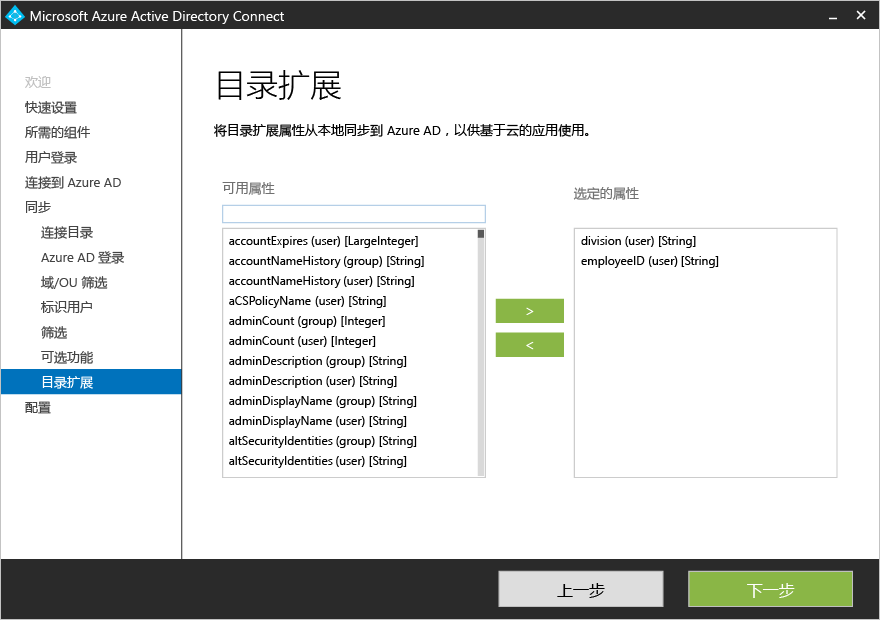 Microsoft Azure Active Directory Connect
欢迎
快速设置
所需的组件
用户登录
连接到 Azure AD
同步
连接目录
Azure AD 登录
域/OU 筛选
标识用户
筛选
可选功能
目录扩展
配置
目录扩展
将目录扩展属性从本地同步到 Azure AD，以供基于云的应用使用。
可用属性
accountExpires (user) [LargeInteger]
accountNameHistory (group) [String]
accountNameHistory (user) [String]
aCSPolicyName (user) [String]
adminCount (group) [Integer]
adminCount (user) [Integer]
adminDescription (group) [String]
adminDescription (user) [String]
adminDisplayName (group) [String]
adminDisplayName (user) [String]
altSecurityIdentities (group) [String]
altSecurityIdentities (user) [String]
>
<
选定的属性
division (user) [String]
employeeID (user) [String]
上一步
下一步